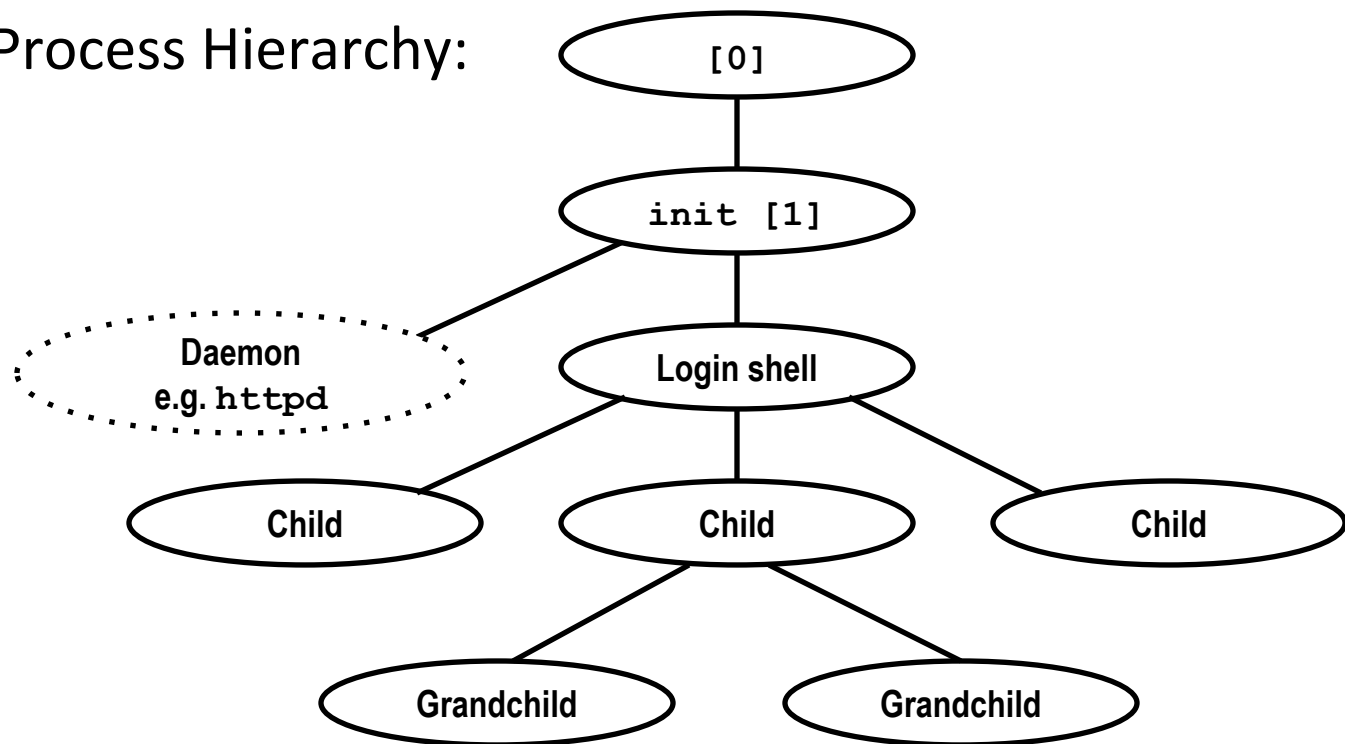 Process Hierarchy:
[0]
init [1]
Daemon
e.g. httpd
Login shell
Child
Child
Child
Grandchild
Grandchild